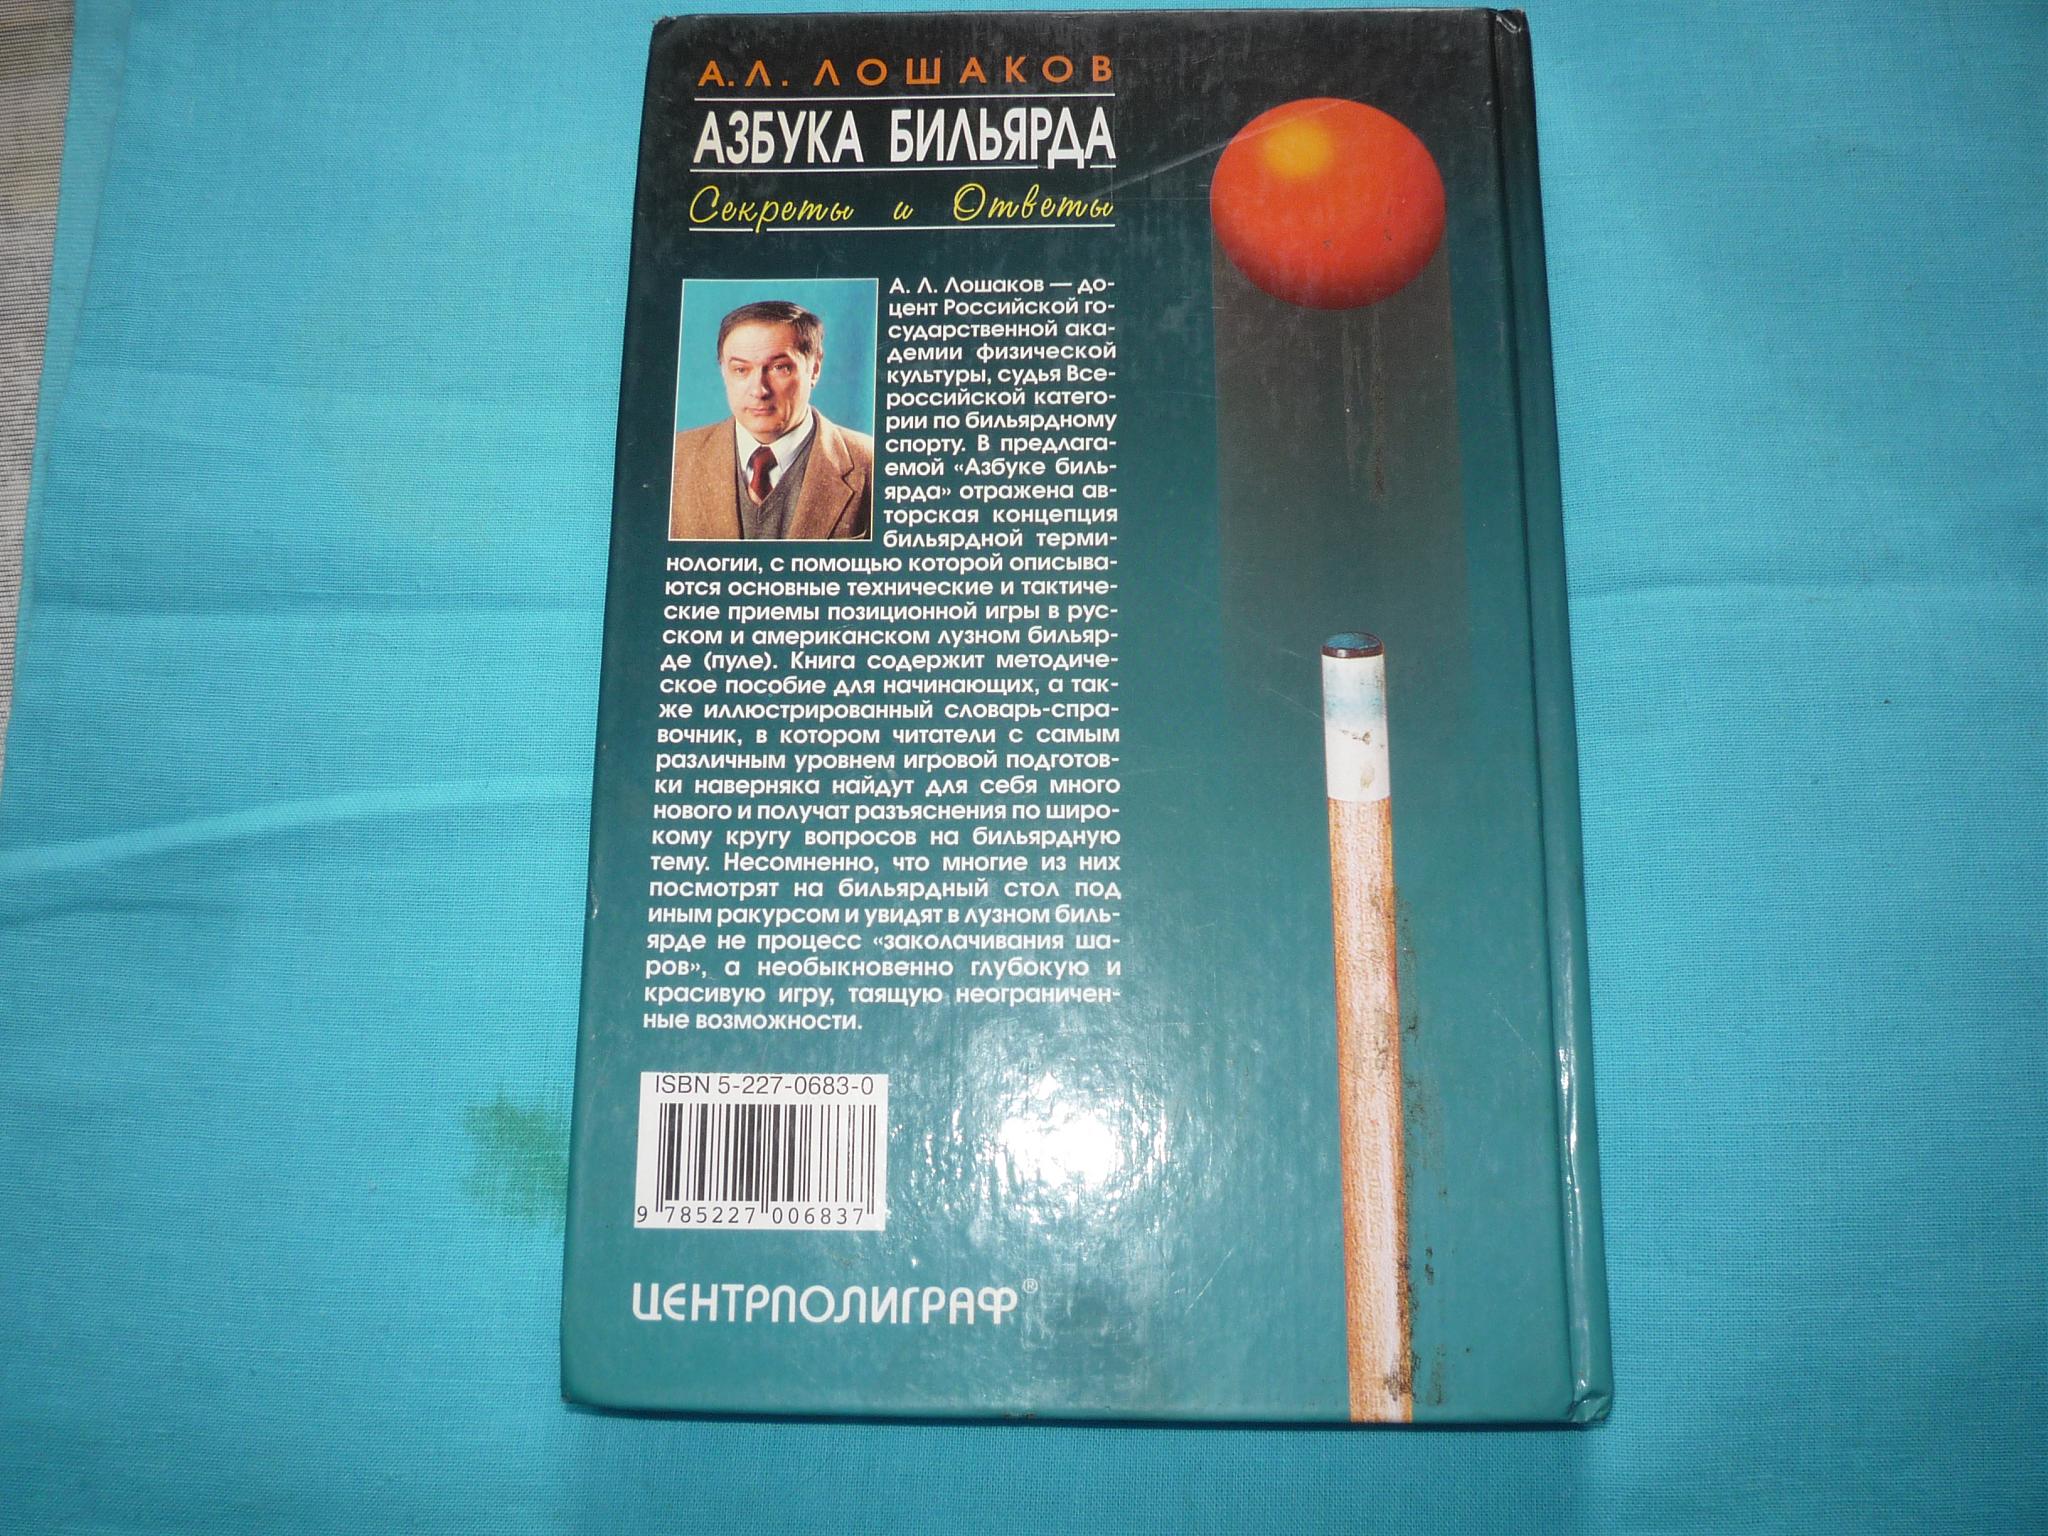 А. Л. ЛОШАКОВ
АЗБУКА БИЛЬЯРДА
Секреты и Ответы
А. Л. Лошаков — до-
цент Российской го-
сударственной ака-
демии физической
культуры, судья Все-
российской катего-
рии по бильярдному
спорту. В предлага-
емой «Азбуке биль-
ярда» отражена ав-
торская концепция
бильярдной терми-
нологии, с помощью которой описыва-
ются основные технические и тактиче-
ские приемы позиционной игры в рус-
ском и американском лузном бильяр-
де (пуле). Книга содержит методиче-
ское пособие для начинающих, а так-
же иллюстрированный словарь-спра-
вочник, в котором читатели с самым
различным уровнем игровой подготов-
ки наверняка найдут для себя много
нового и получат разъяснения по широ-
кому кругу вопросов на бильярдную
тему. Несомненно, что многие из них
посмотрят на бильярдный стол под
иным ракурсом и увидят в лузном биль-
ярде не процесс «заколачивания ша-
ров», а необыкновенно глубокую и
красивую игру, таящую неограничен-
ные возможности.
ISBN 5-227-0683-0
9 785227 006837
ЦЕНТРПОЛИГРАФ®